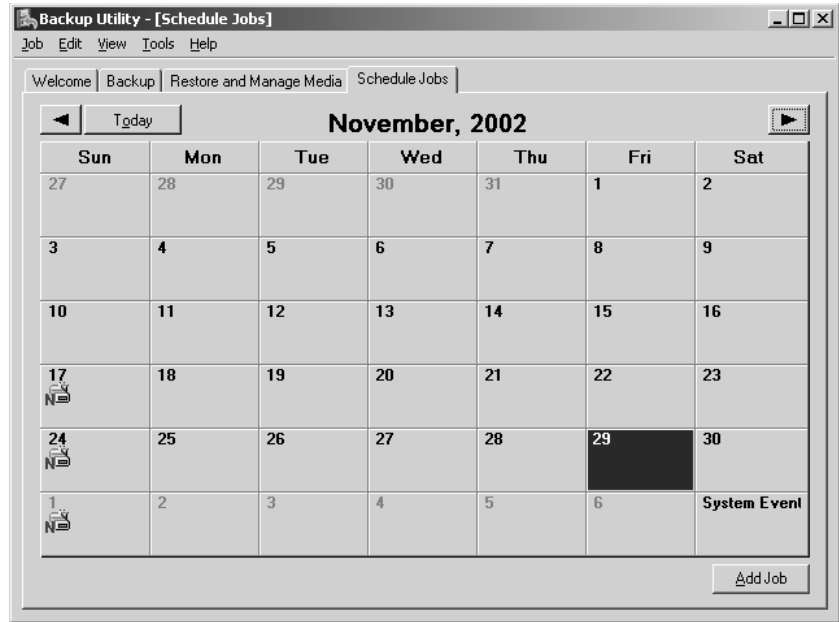 Backup Utility - [Schedule Jobs]
Job Edit View Tools Help
Welcome Backup Restore and Manage Media Schedule Jobs
Today November, 2002
Sun Mon Tue Wed Thu Fri Sat
27 28 29 30 31 1 2
3 4 5 6 7 8 9
10 11 12 13 14 15 16
17 18 19 20 21 22 23
N
24 25 26 27 28 29 30
N
1 2 3 4 5 6 System Event
N
Add Job